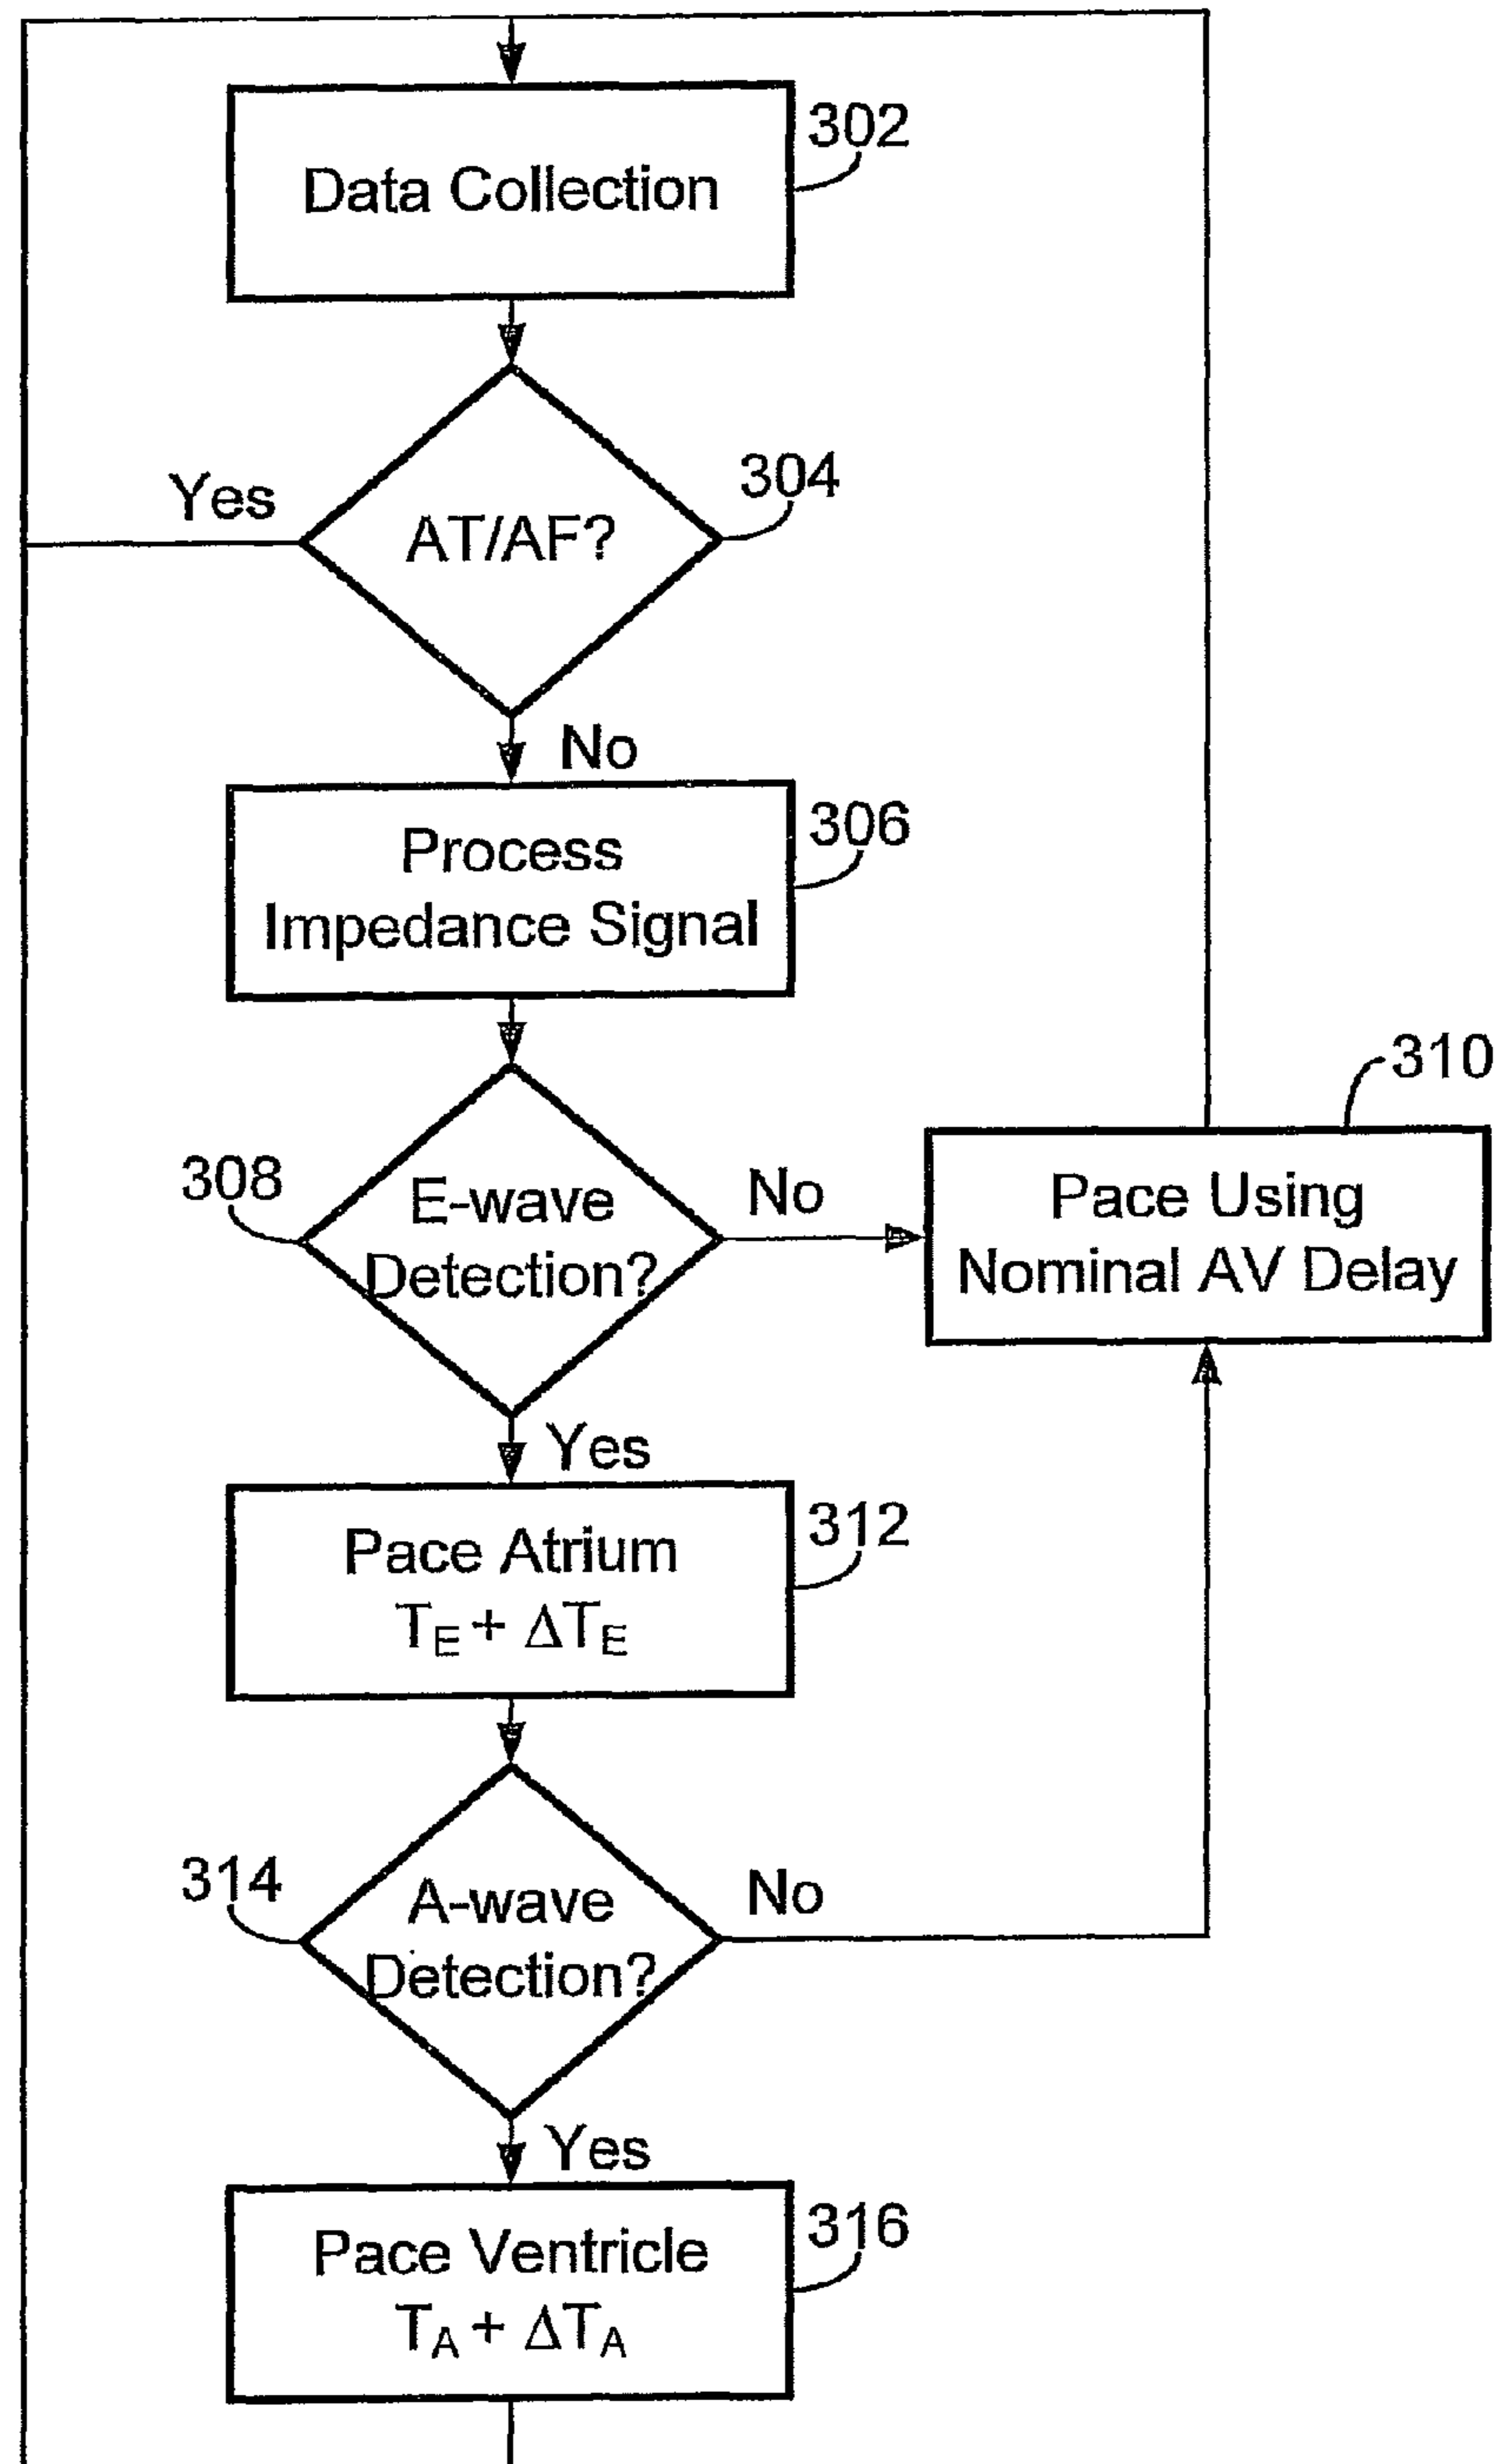 302
Data Collection
304
Yes
AT/AF?
No
306
Process
Impedance Signal
310
308
E-wave
Detection?
No
Pace Using
Nominal AV Delay
Yes
312
Pace Atrium
T_E + ΔT_E
314
A-wave
Detection?
No
Yes
316
Pace Ventricle
T_A + ΔT_A